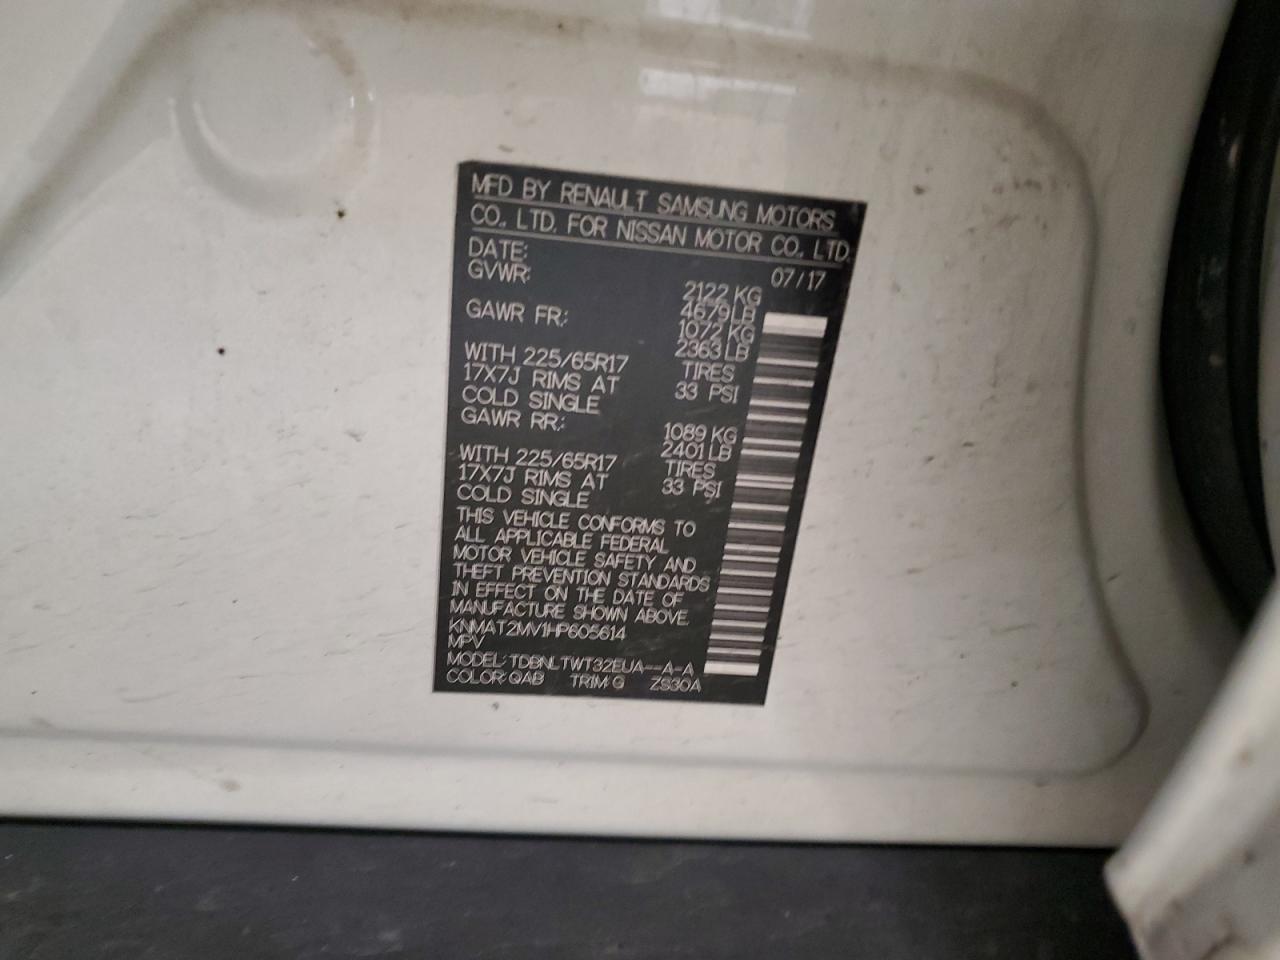 MFD BY RENAULT SAMSUNG MOTORS
CO., LTD. FOR NISSAN MOTOR CO., LTD.
DATE: 07/17
GVWR: 2122 KG
4679 LB
GAWR FR: 1072 KG
2363 LB
WITH 225/65R17 TIRES
17X7J RIMS AT 33 PSI
COLD SINGLE
GAWR RR: 1089 KG
2401 LB
WITH 225/65R17 TIRES
17X7J RIMS AT 33 PSI
COLD SINGLE
THIS VEHICLE CONFORMS TO
ALL APPLICABLE FEDERAL
MOTOR VEHICLE SAFETY AND
THEFT PREVENTION STANDARDS
IN EFFECT ON THE DATE OF
MANUFACTURE SHOWN ABOVE.
KNMAT2MV1HP605614
MPV
MODEL: TDBNLTWT32EUA--A-A
COLOR: QAB TRIM: G ZS30A